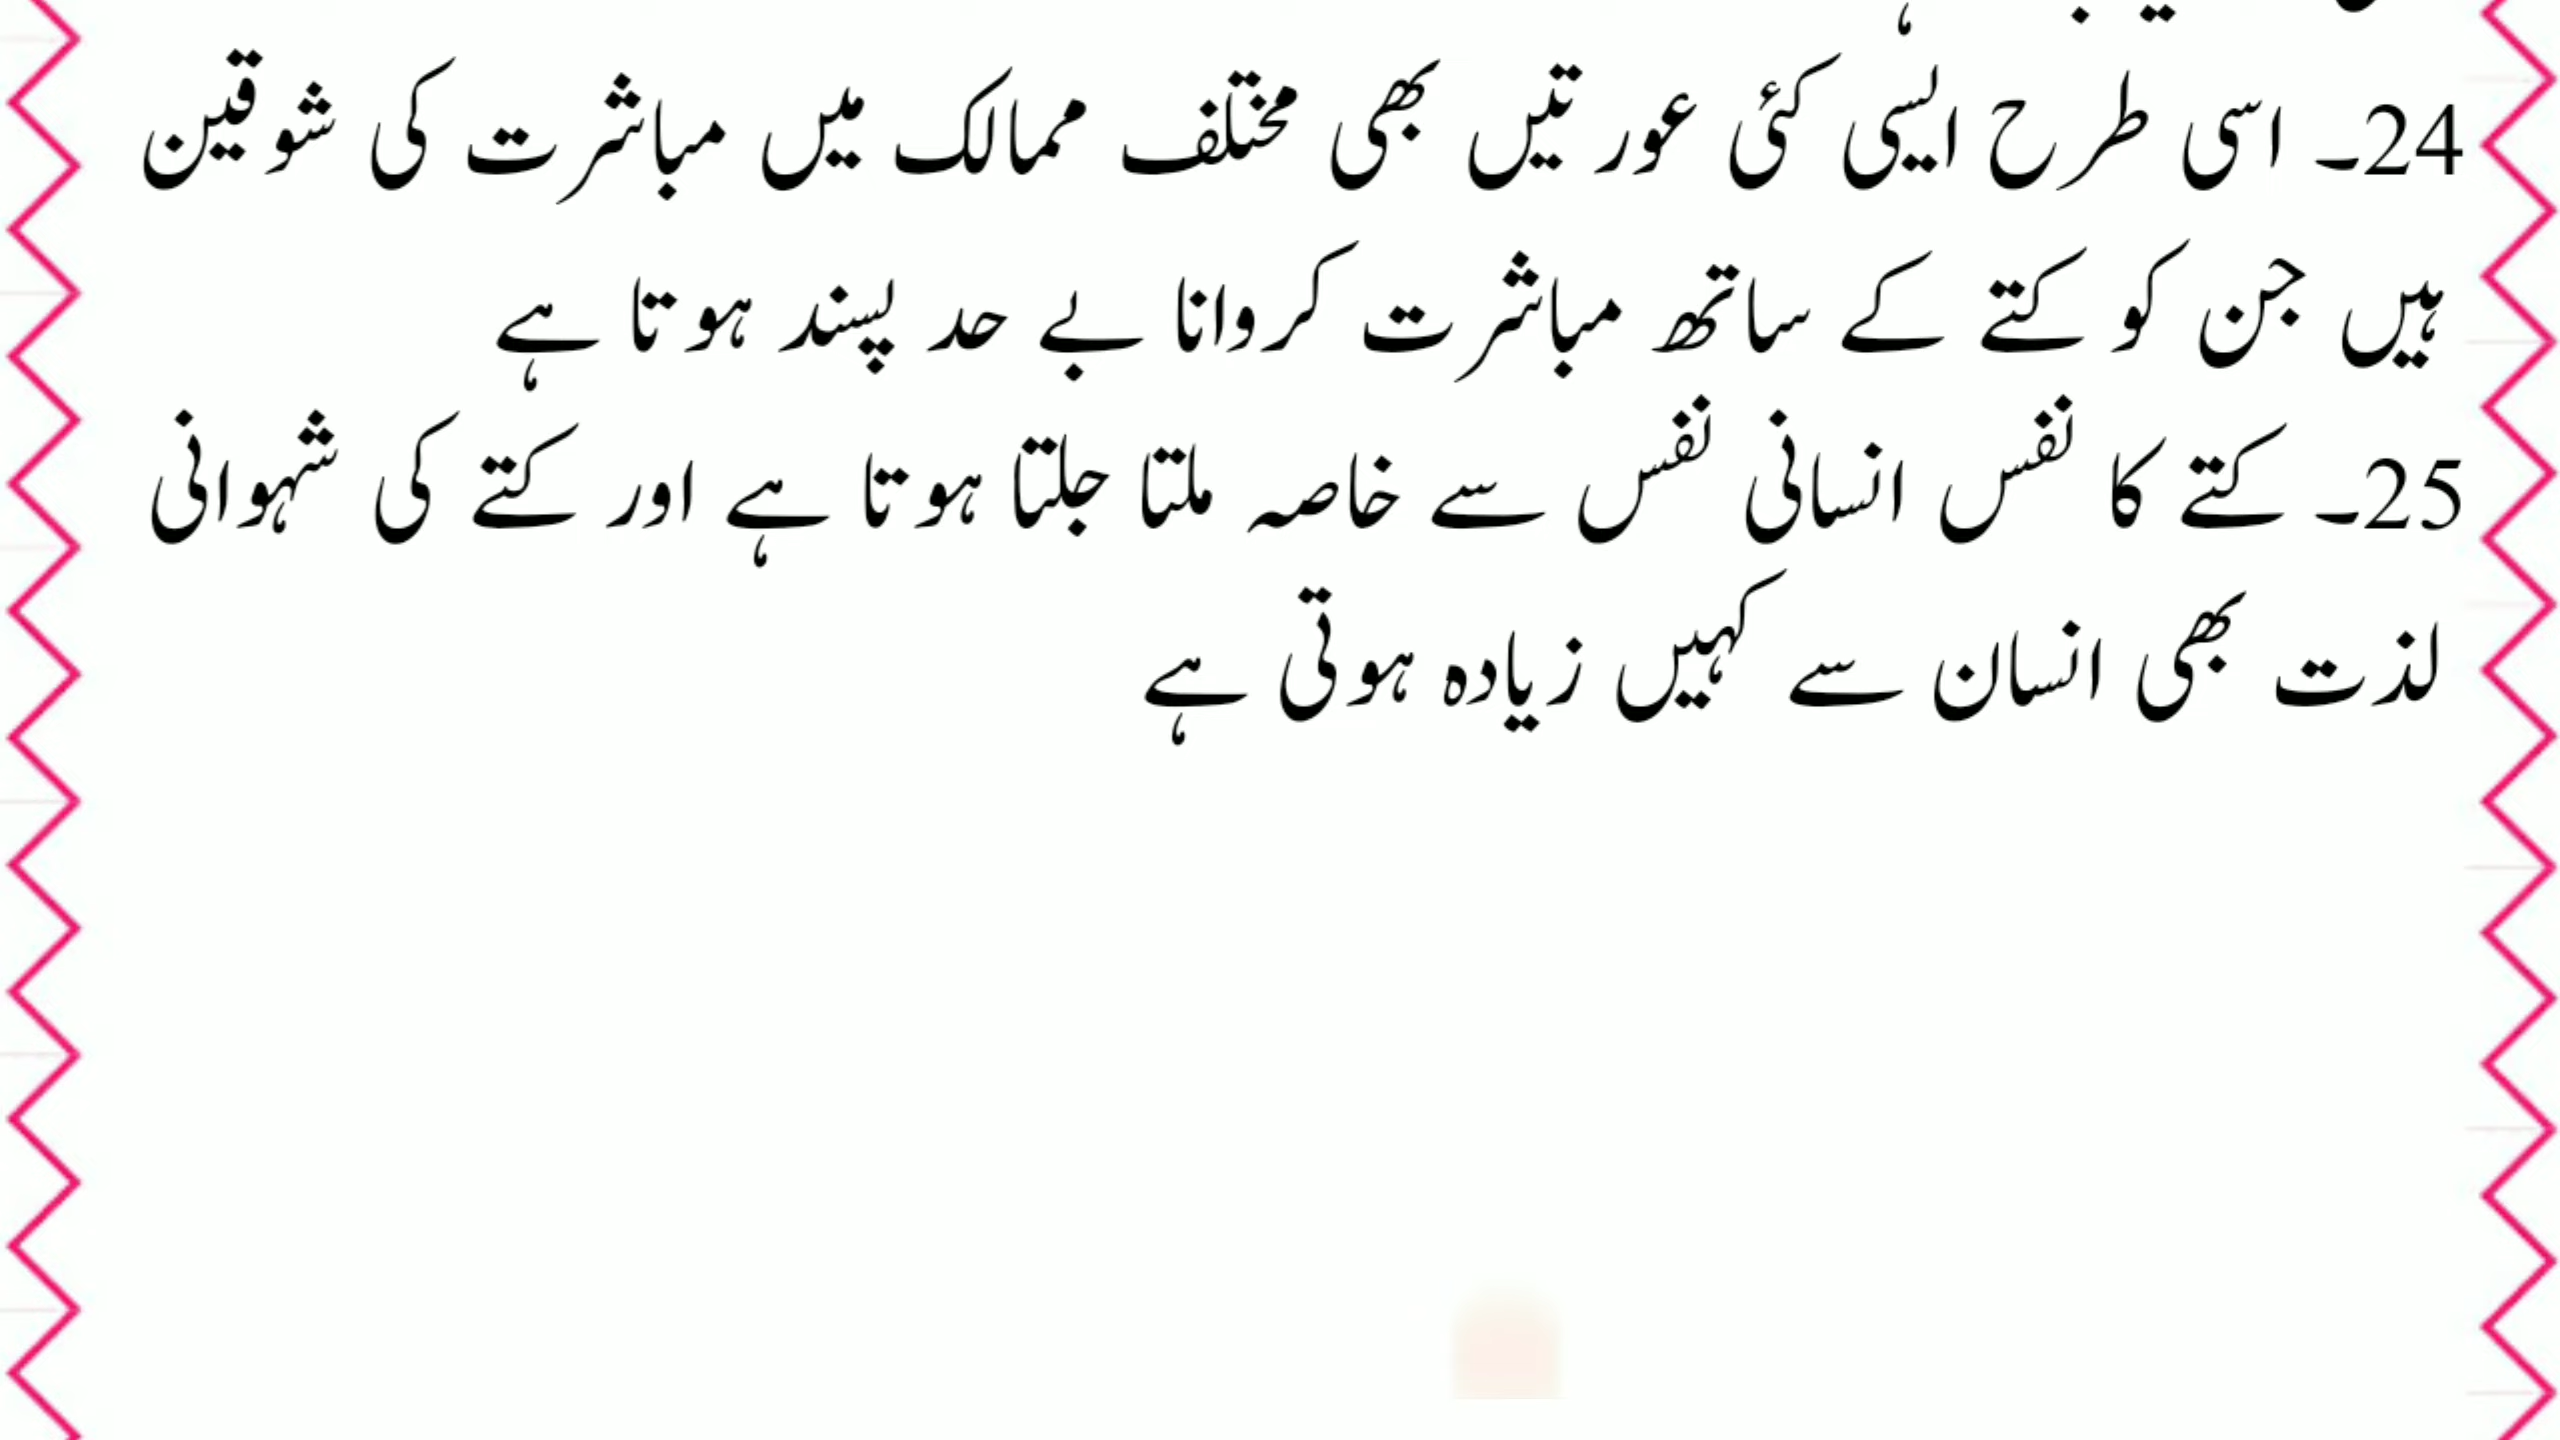 24۔ اسی طرح ایسی کئی عورتیں بھی مختلف ممالک میں مباشرت کی شوقین
ہیں جن کو کتے کے ساتھ مباشرت کروانا بے حد پسند ہوتا ہے
25۔ کتے کا نفس انسانی نفس سے خاصہ ملتا جلتا ہوتا ہے اور کتے کی شہوانی
لذت بھی انسان سے کہیں زیادہ ہوتی ہے